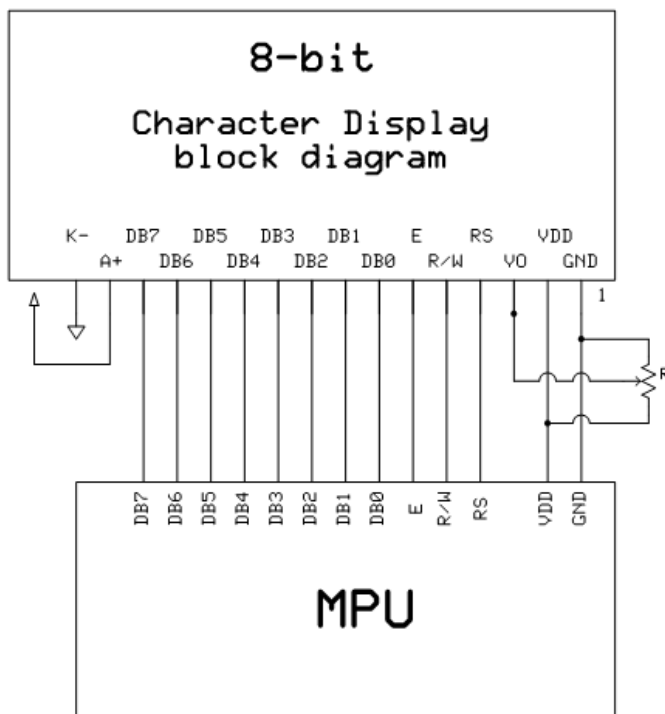 8-bit
Character Display
block diagram
K- DB7 DB5 DB3 DB1 E RS VDD
A+ DB6 DB4 DB2 DB0 R/W VO GND
1
R
DB7 DB6 DB5 DB4 DB3 DB2 DB1 DB0 E R/W RS VDD GND
MPU